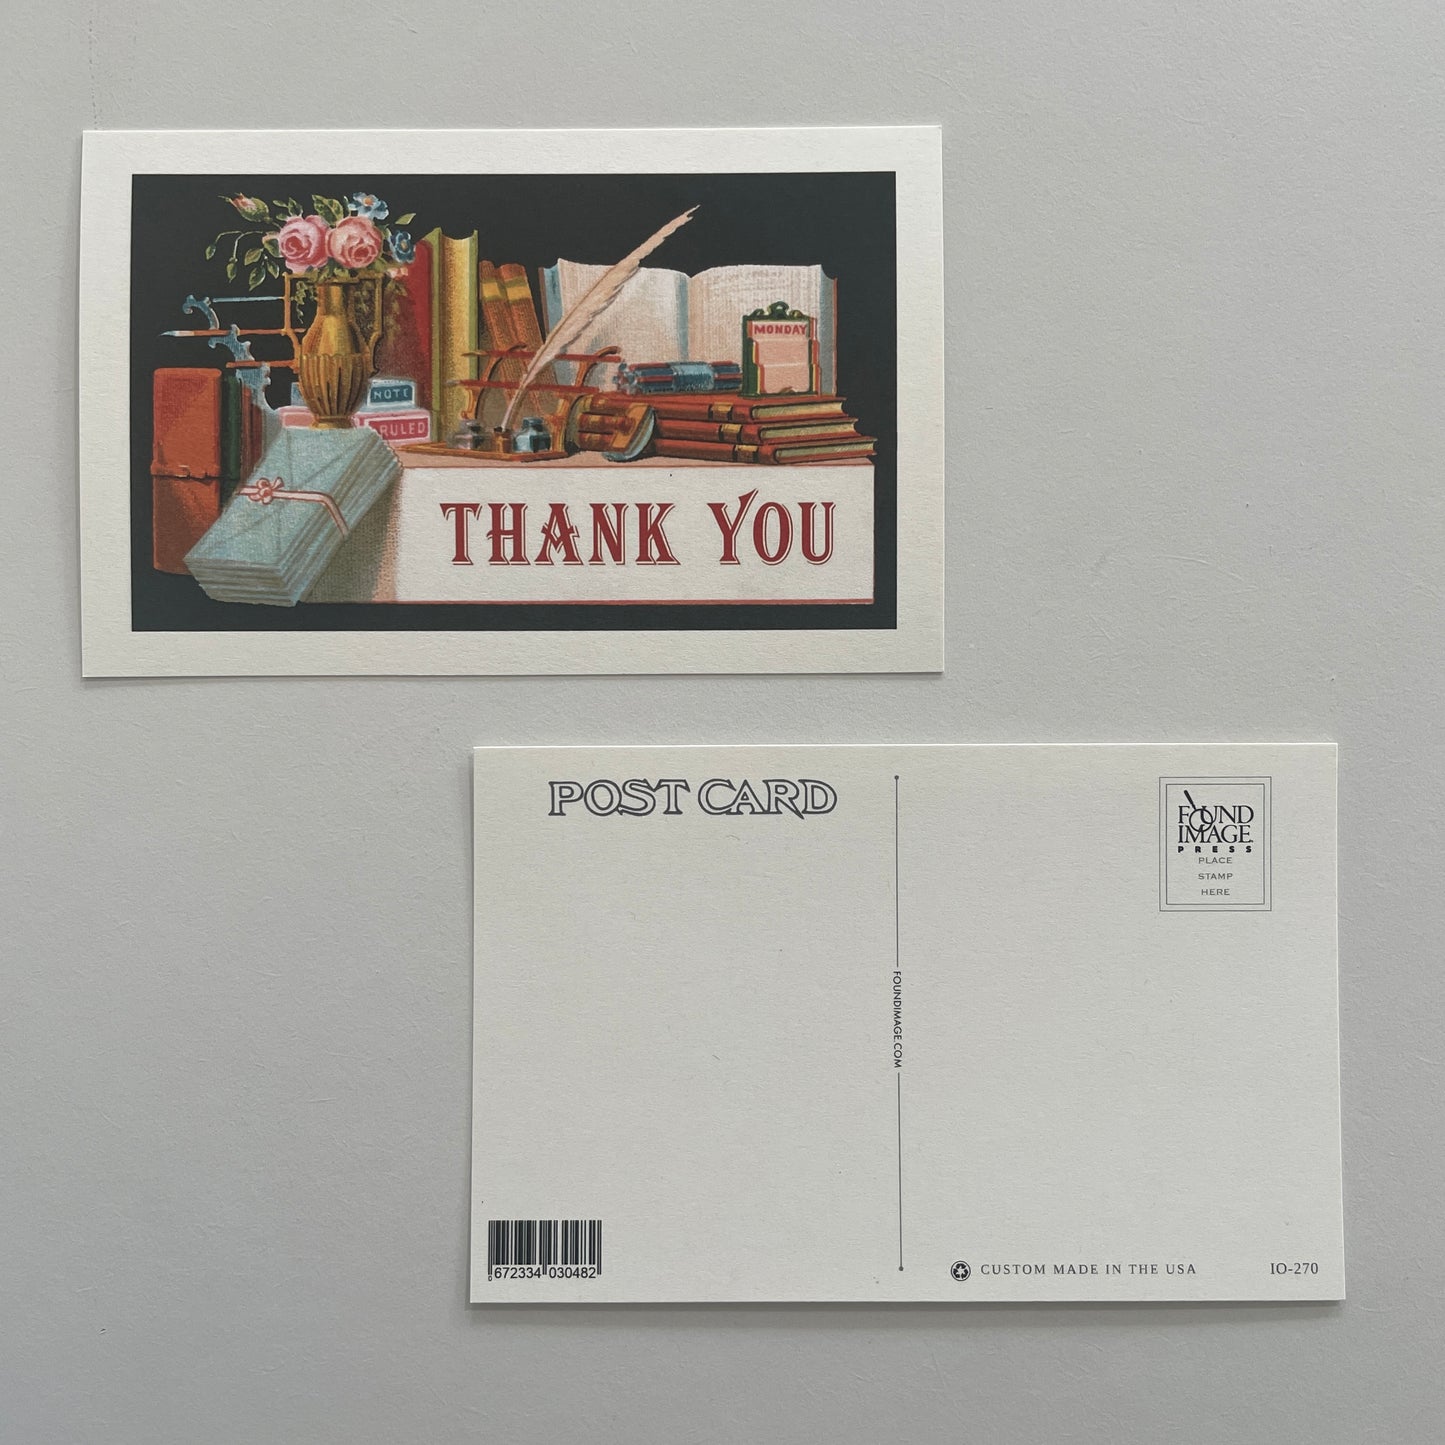 MONDAY
NOTE
RULED
THANK YOU
POST CARD
FOUND
IMAGE
PRESS
PLACE
STAMP
HERE
FOUNDIMAGE.COM
672334 030482
CUSTOM MADE IN THE USA
IO-270